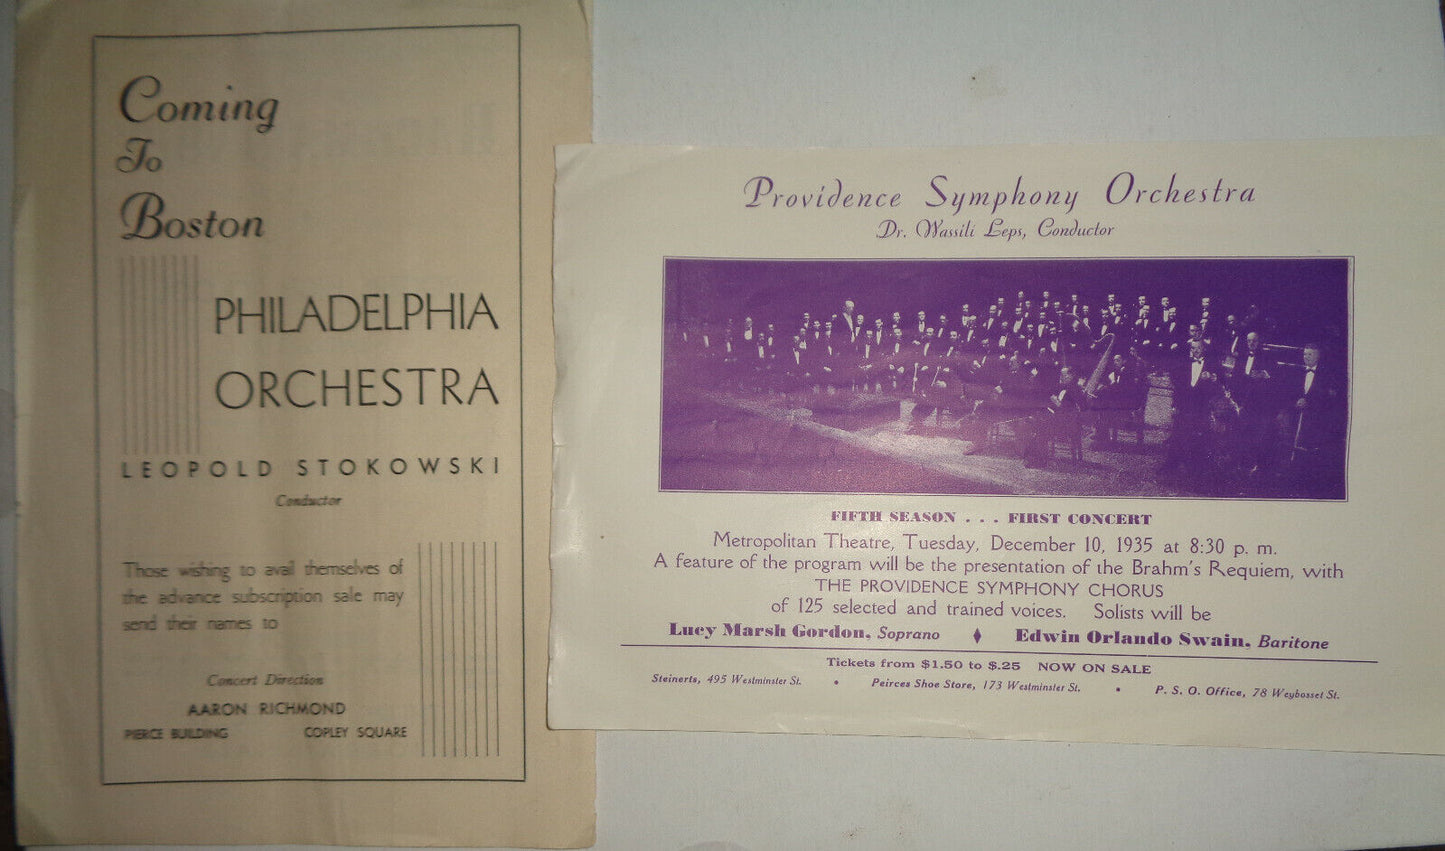 Coming
To
Boston
PHILADELPHIA
ORCHESTRA
LEOPOLD STOKOWSKI
Conductor
Those wishing to avail themselves of
the advance subscription sale may
send their names to
Concert Direction
AARON RICHMOND
PIERCE BUILDING COPLEY SQUARE
Providence Symphony Orchestra
Dr. Wassili Leps, Conductor
FIFTH SEASON . . . FIRST CONCERT
Metropolitan Theatre, Tuesday, December 10, 1935 at 8:30 p. m.
A feature of the program will be the presentation of the Brahm's Requiem, with
THE PROVIDENCE SYMPHONY CHORUS
of 125 selected and trained voices. Solists will be
Lucy Marsh Gordon, Soprano ♦ Edwin Orlando Swain, Baritone
Tickets from $1.50 to $.25 NOW ON SALE
Steinerts, 495 Westminster St. • Peirces Shoe Store, 173 Westminster St. • P. S. O. Office, 78 Weybosset St.